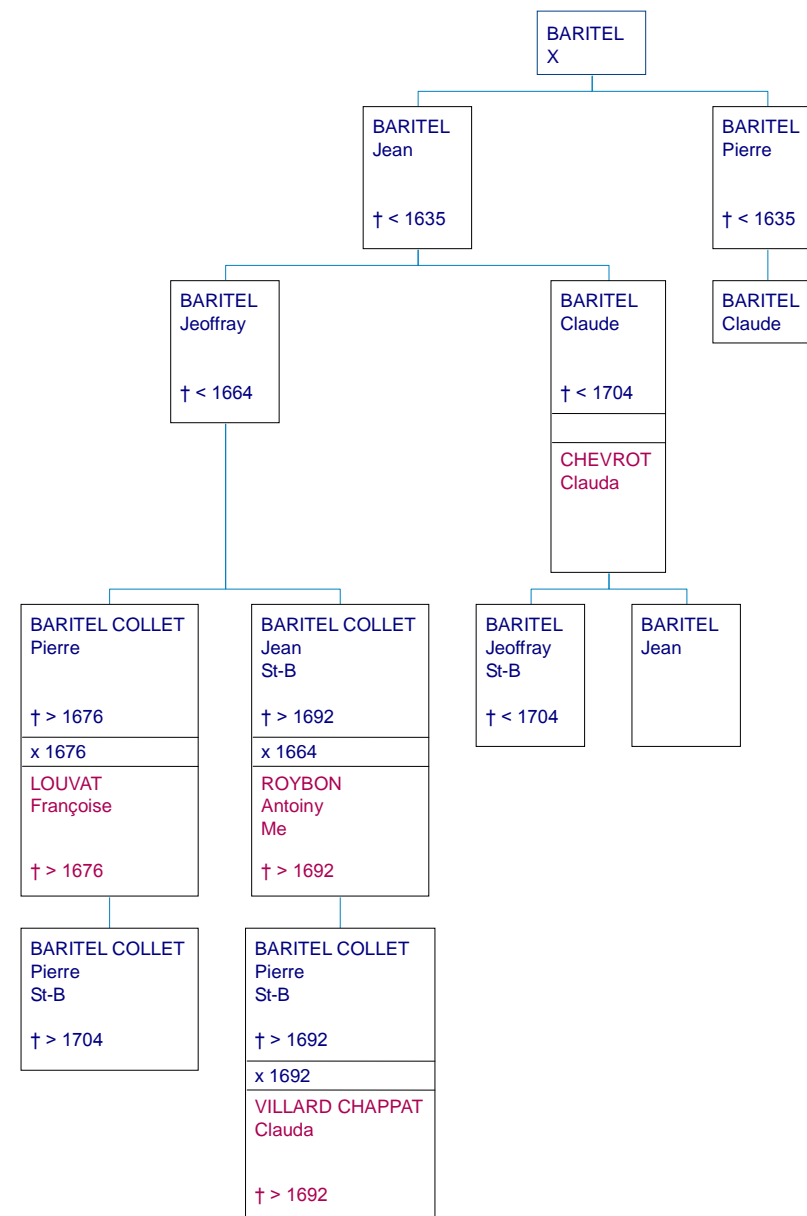 BARITEL
X
BARITEL
Jean
† < 1635
BARITEL
Pierre
† < 1635
BARITEL
Jeoffray
† < 1664
BARITEL
Claude
† < 1704
CHEVROT
Clauda
BARITEL
Claude
BARITEL COLLET
Pierre
† > 1676
x 1676
LOUVAT
Françoise
† > 1676
BARITEL COLLET
Jean
St-B
† > 1692
x 1664
ROYBON
Antoiny
Me
† > 1692
BARITEL
Jeoffray
St-B
† < 1704
BARITEL
Jean
BARITEL COLLET
Pierre
St-B
† > 1704
BARITEL COLLET
Pierre
St-B
† > 1692
x 1692
VILLARD CHAPPAT
Clauda
† > 1692